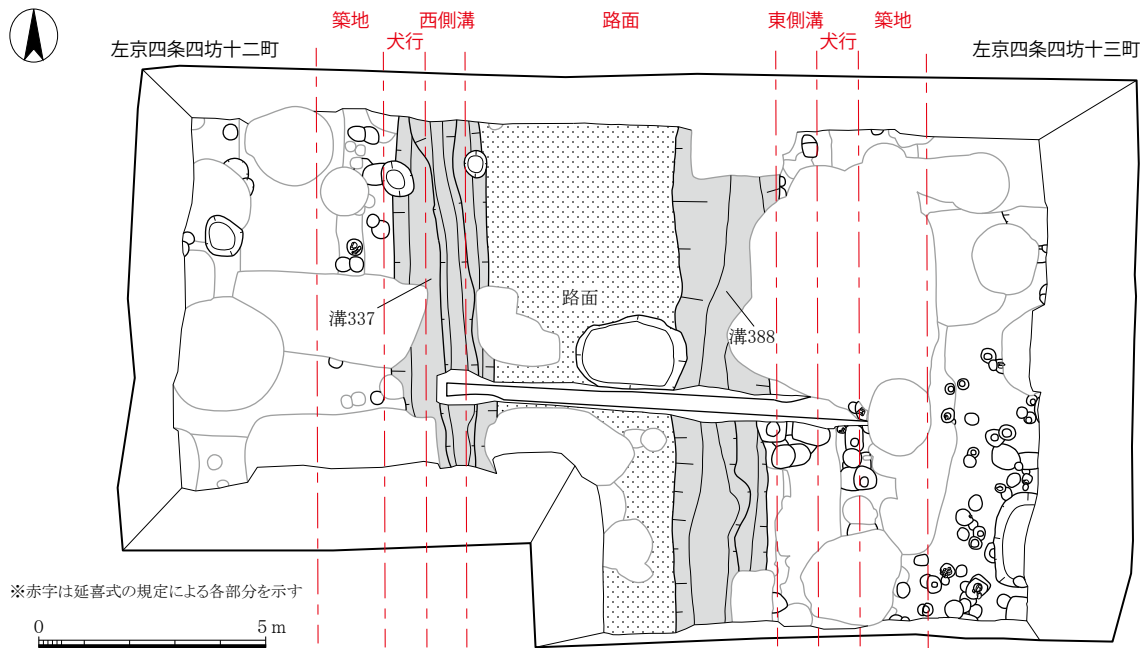 築地
西側溝
路面
東側溝
築地
犬行
犬行
左京四条四坊十二町
左京四条四坊十三町
路面
溝337
溝388
※赤字は延喜式の規定による各部分を示す
0
5 m